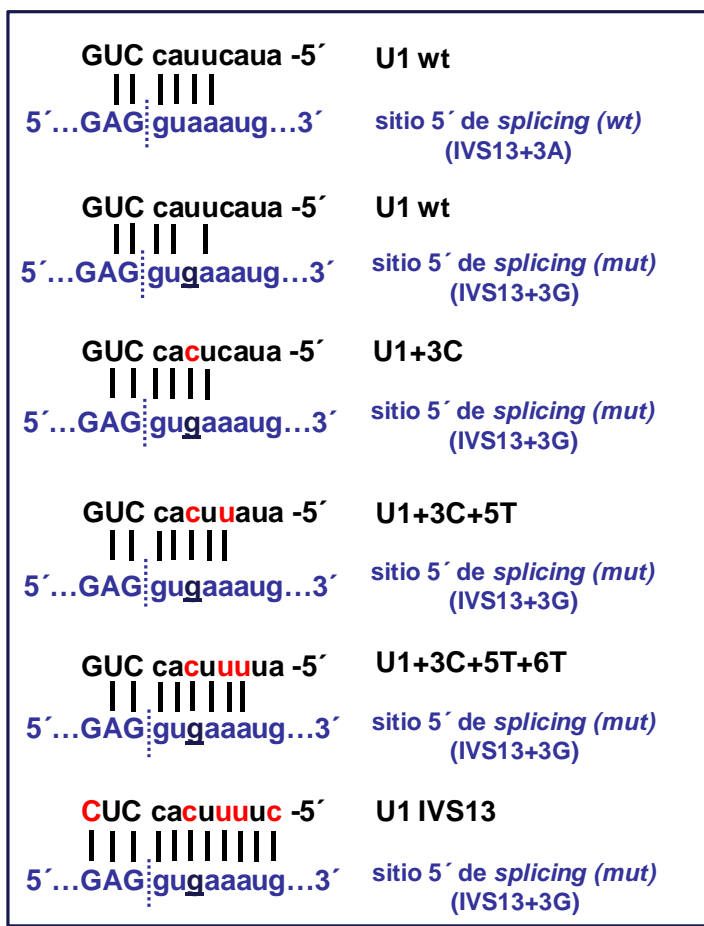 GUC cauucaua -5´ U1 wt
5´…GAG guaaaug…3´ sitio 5´ de splicing (wt)
(IVS13+3A)
GUC cauucaua -5´ U1 wt
5´…GAG gugaaaug…3´ sitio 5´ de splicing (mut)
(IVS13+3G)
GUC cacucaua -5´ U1+3C
5´…GAG gugaaaug…3´ sitio 5´ de splicing (mut)
(IVS13+3G)
GUC cacuuaua -5´ U1+3C+5T
5´…GAG gugaaaug…3´ sitio 5´ de splicing (mut)
(IVS13+3G)
GUC cacuuuua -5´ U1+3C+5T+6T
5´…GAG gugaaaug…3´ sitio 5´ de splicing (mut)
(IVS13+3G)
CUC cacuuuuc -5´ U1 IVS13
5´…GAG gugaaaug…3´ sitio 5´ de splicing (mut)
(IVS13+3G)